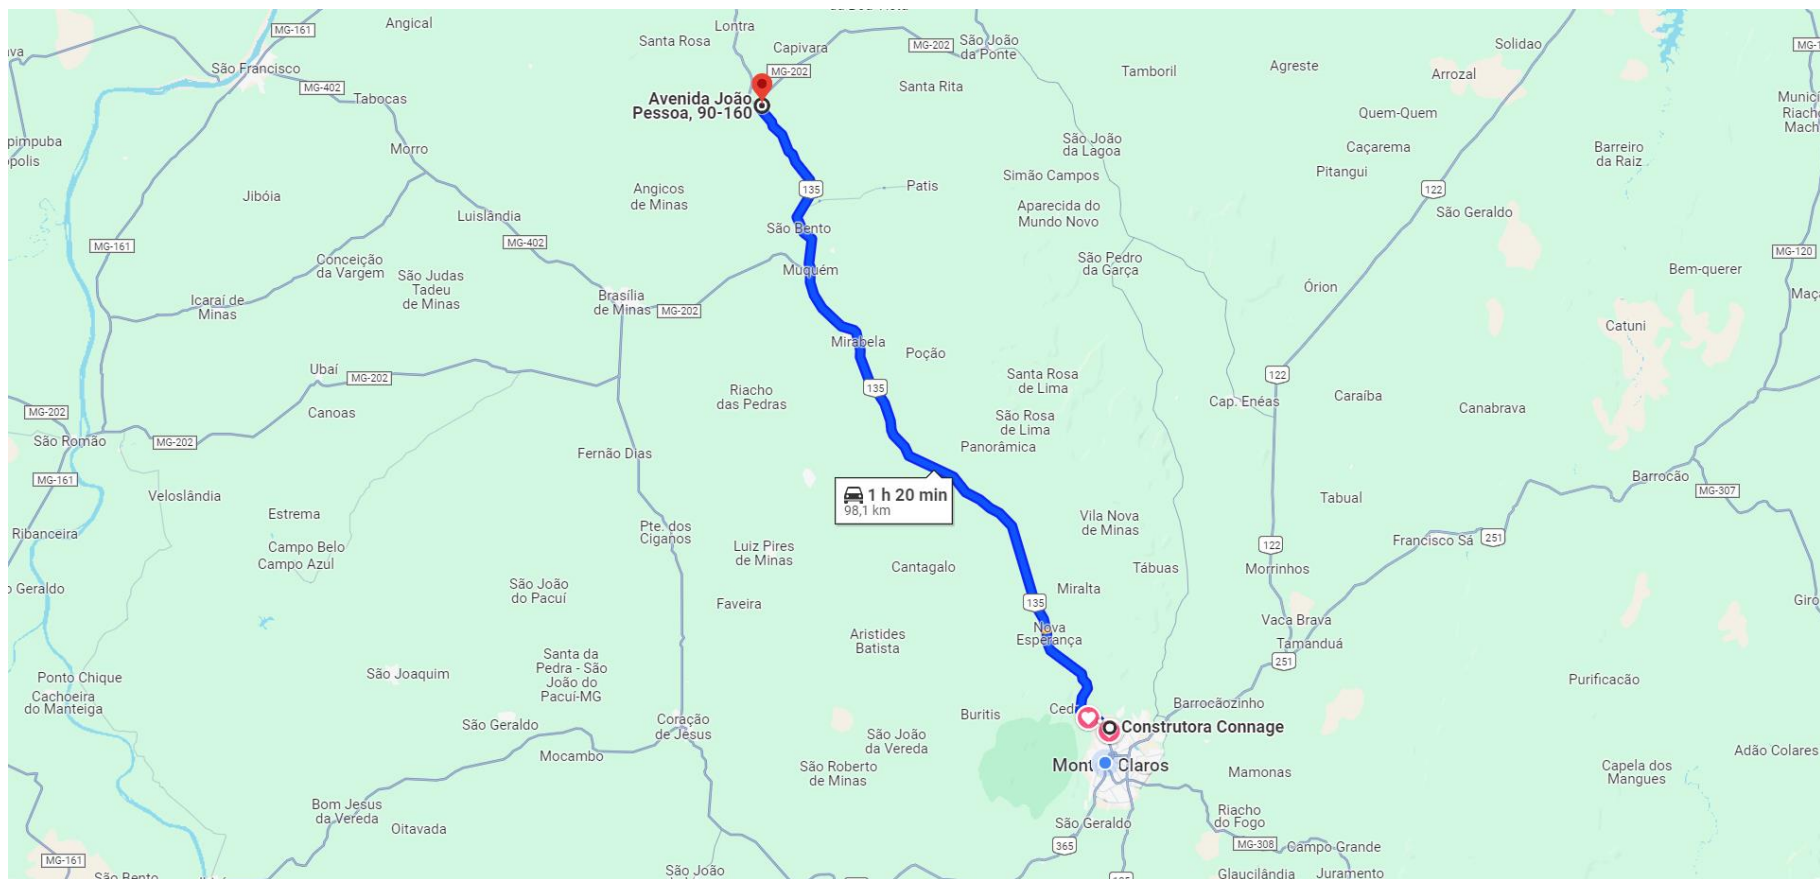 MG-161
Angical
Lontra
Santa Rosa
Capivara
MG-202
São João
da Ponte
Solidao
São Francisco
MG-402
Tabocas
MG-202
Santa Rita
Tamboril
Agreste
Arrozal
Avenida João
Pessoa, 90-160
Quem-Quem
Morro
São João
da Lagoa
Caçarema
Barreiro
da Raiz
Pitangui
Jibóia
Angicos
de Minas
135
Patis
Simão Campos
122
Luislândia
Aparecida do
Mundo Novo
São Geraldo
MG-161
MG-402
São Bento
MG-120
Conceição
da Vargem
São Judas
Tadeu
de Minas
Muquém
São Pedro
da Garça
Bem-querer
Icaraí de
Minas
Brasília
de Minas
MG-202
Órion
Catuni
Mirabela
Poção
Ubaí
MG-202
135
Santa Rosa
de Lima
122
Riacho
das Pedras
Caraíba
Cap. Enéas
Canabrava
MG-202
Canoas
São Rosa
de Lima
São Romão
MG-202
Fernão Dias
Panorâmica
MG-161
Veloslândia
1 h 20 min
98,1 km
Barrocão
MG-307
Tabual
Estrema
Ribanceira
Pte. dos
Ciganos
Vila Nova
de Minas
251
Francisco Sá
Campo Belo
Campo Azul
Luiz Pires
de Minas
122
Cantagalo
Tábuas
Morrinhos
São João
do Pacuí
Miralta
Faveira
135
Vaca Brava
Nova
Esperança
Aristides
Batista
Tamanduá
251
Santa da
Pedra - São
João do
Pacuí-MG
Ponto Chique
São Joaquim
Purificacão
Cachoeira
do Manteiga
Barrocãozinho
Buritis
São Geraldo
Coração
de Jesus
Construtora Connage
São João
da Vereda
Mocambo
Adão Colares
São Roberto
de Minas
Claros
Mamonas
Capela dos
Mangues
Bom Jesus
da Vereda
Oitavada
São Geraldo
Riacho
do Fogo
365
MG-308
Campo Grande
MG-161
São João
São Bento
Glaucilândia
Juramento